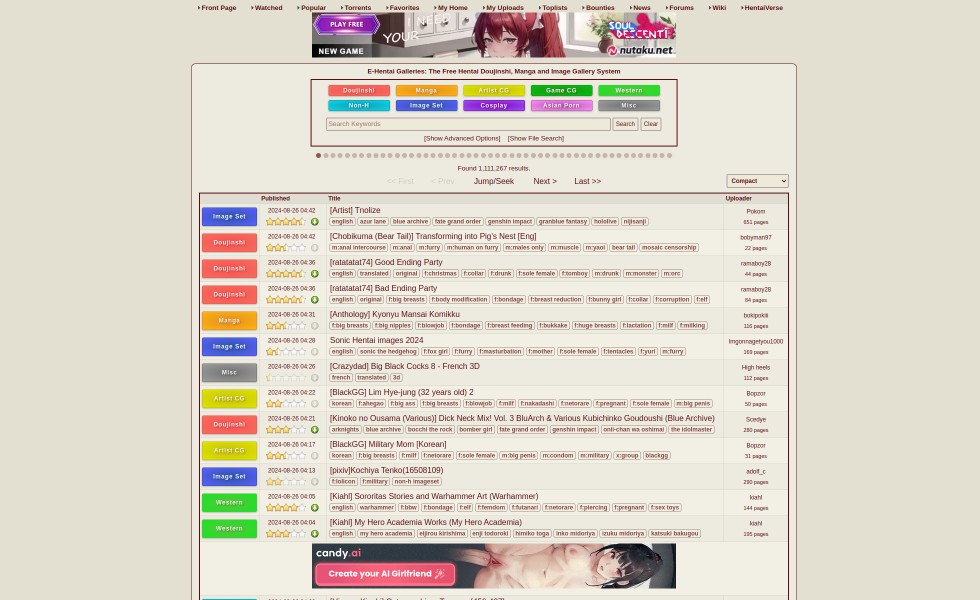 Front Page Watched Popular Torrents Favorites My Home My Uploads Toplists Bounties News Forums Wiki HentaiVerse
PLAY FREE
I NEED
YOUR
NEW GAME
SOUL
DESCENT!
nutaku.net
E-Hentai Galleries: The Free Hentai Doujinshi, Manga and Image Gallery System
Doujinshi Manga Artist CG Game CG Western
Non-H Image Set Cosplay Asian Porn Misc
Search Keywords Search Clear
[Show Advanced Options] [Show File Search]
Found 1,111,267 results.
<< First < Prev Jump/Seek Next > Last >> Compact
Published Title Uploader
Image Set 2024-08-26 04:42 [Artist] Tnolize Pokom
english azur lane blue archive fate grand order genshin impact granblue fantasy hololive nijisanji 651 pages
Doujinshi 2024-08-26 04:42 [Chobikuma (Bear Tail)] Transforming into Pig's Nest [Eng] bobyman97
m:anal intercourse m:anal m:furry m:human on furry m:males only m:muscle m:yaoi bear tail mosaic censorship 22 pages
Doujinshi 2024-08-26 04:36 [ratatatat74] Good Ending Party ramaboy28
english translated original f:christmas f:collar f:drunk f:sole female f:tomboy m:drunk m:monster m:orc 44 pages
Doujinshi 2024-08-26 04:36 [ratatatat74] Bad Ending Party ramaboy28
english original f:big breasts f:body modification f:bondage f:breast reduction f:bunny girl f:collar f:corruption f:elf 84 pages
Manga 2024-08-26 04:31 [Anthology] Kyonyu Mansai Komikku bokipokiii
f:big breasts f:big nipples f:blowjob f:bondage f:breast feeding f:bukkake f:huge breasts f:lactation f:milf f:milking 116 pages
Image Set 2024-08-26 04:28 Sonic Hentai images 2024 Imgonnagetyou1000
english sonic the hedgehog f:fox girl f:furry f:masturbation f:mother f:sole female f:tentacles f:yuri m:furry 169 pages
Misc 2024-08-26 04:26 [Crazydad] Big Black Cocks 8 - French 3D High heels
french translated 3d 112 pages
Artist CG 2024-08-26 04:22 [BlackGG] Lim Hye-jung (32 years old) 2 Bopzor
korean f:ahegao f:big ass f:big breasts f:blowjob f:milf f:nakadashi f:netorare f:pregnant f:sole female m:big penis 50 pages
Doujinshi 2024-08-26 04:21 [Kinoko no Ousama (Various)] Dick Neck Mix! Vol. 3 BluArch & Various Kubichinko Goudoushi (Blue Archive) Scedye
arknights blue archive bocchi the rock bomber girl fate grand order genshin impact onii-chan wa oshimai the idolmaster 280 pages
Artist CG 2024-08-26 04:17 [BlackGG] Military Mom [Korean] Bopzor
korean f:big breasts f:milf f:netorare f:sole female m:big penis m:condom m:military x:group blackgg 31 pages
Image Set 2024-08-26 04:13 [pixiv]Kochiya Tenko(16508109) adolf_c
f:lolicon f:military non-h imageset 290 pages
Western 2024-08-26 04:05 [Kiahl] Sororitas Stories and Warhammer Art (Warhammer) kiahl
english warhammer f:bbw f:bondage f:elf f:femdom f:futanari f:netorare f:piercing f:pregnant f:sex toys 144 pages
Western 2024-08-26 04:04 [Kiahl] My Hero Academia Works (My Hero Academia) kiahl
english my hero academia eijirou kirishima enji todoroki himiko toga inko midoriya izuku midoriya katsuki bakugou 195 pages
candy.ai
Create your AI Girlfriend